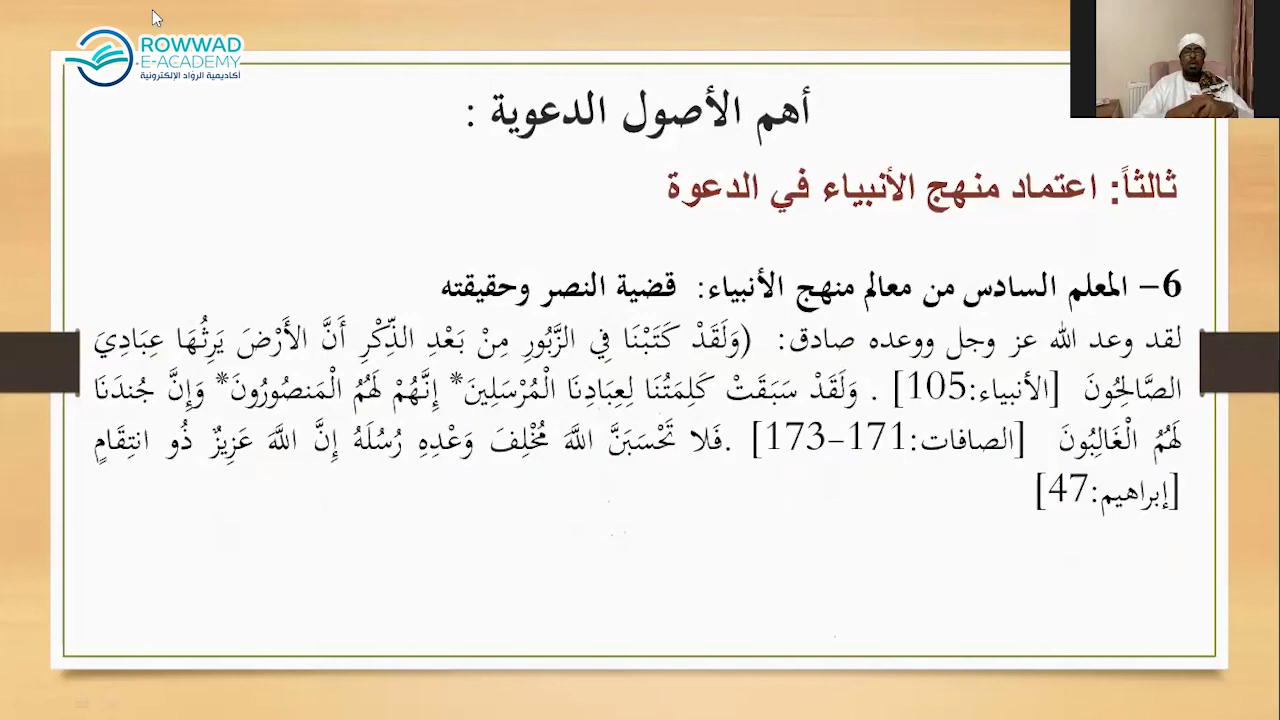 ROWWAD
E-ACADEMY
أكاديمية الرواد الإلكترونية
أهم الأصول الدعوية :
ثالثاً: اعتماد منهج الأنبياء في الدعوة
6- المعلم السادس من معالم منهج الأنبياء: قضية النصر وحقيقته
لقد وعد الله عز وجل ووعده صادق: (وَلَقَدْ كَتَبْنَا فِي الزَّبُورِ مِنْ بَعْدِ الذِّكْرِ أَنَّ الأَرْضَ يَرِثُهَا عِبَادِيَ
الصَّالِحُونَ [الأنبياء:105] . وَلَقَدْ سَبَقَتْ كَلِمَتُنَا لِعِبَادِنَا الْمُرْسَلِينَ* إِنَّهُمْ لَهُمُ الْمَنصُورُونَ* وَإِنَّ جُندَنَا
لَهُمُ الْغَالِبُونَ [الصافات:171-173] .فَلا تَحْسَبَنَّ اللَّهَ مُخْلِفَ وَعْدِهِ رُسُلَهُ إِنَّ اللَّهَ عَزِيزٌ ذُو انتِقَامٍ
[إبراهيم:47]